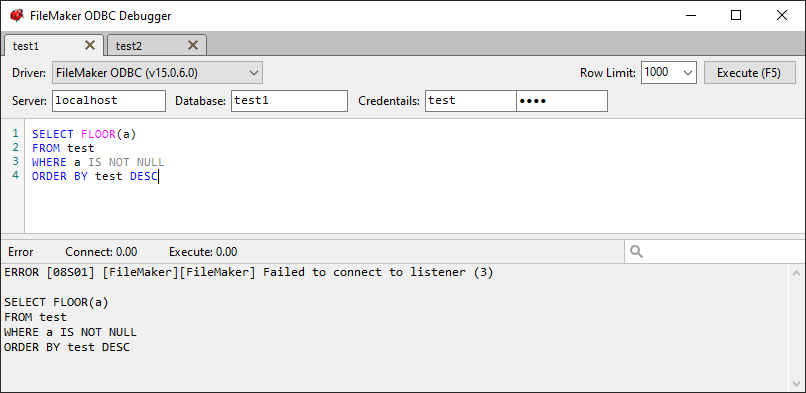 FileMaker ODBC Debugger
test1 test2
Driver: FileMaker ODBC (v15.0.6.0) Row Limit: 1000 Execute (F5)
Server: localhost Database: test1 Credentails: test ••••
1 SELECT FLOOR(a)
2 FROM test
3 WHERE a IS NOT NULL
4 ORDER BY test DESC
Error Connect: 0.00 Execute: 0.00
ERROR [08S01] [FileMaker][FileMaker] Failed to connect to listener (3)
SELECT FLOOR(a)
FROM test
WHERE a IS NOT NULL
ORDER BY test DESC